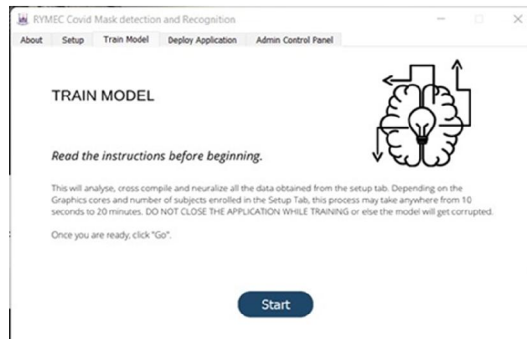 RYMEC Covid Mask detection and Recognition
About Setup Train Model Deploy Application Admin Control Panel
TRAIN MODEL
Read the instructions before beginning.
This will analyse, cross compile and neuralize all the data obtained from the setup tab. Depending on the
Graphics cores and number of subjects enrolled in the Setup Tab, this process may take anywhere from 10
seconds to 20 minutes. DO NOT CLOSE THE APPLICATION WHILE TRAINING or else the model will get corrupted.
Once you are ready, click "Go".
Start